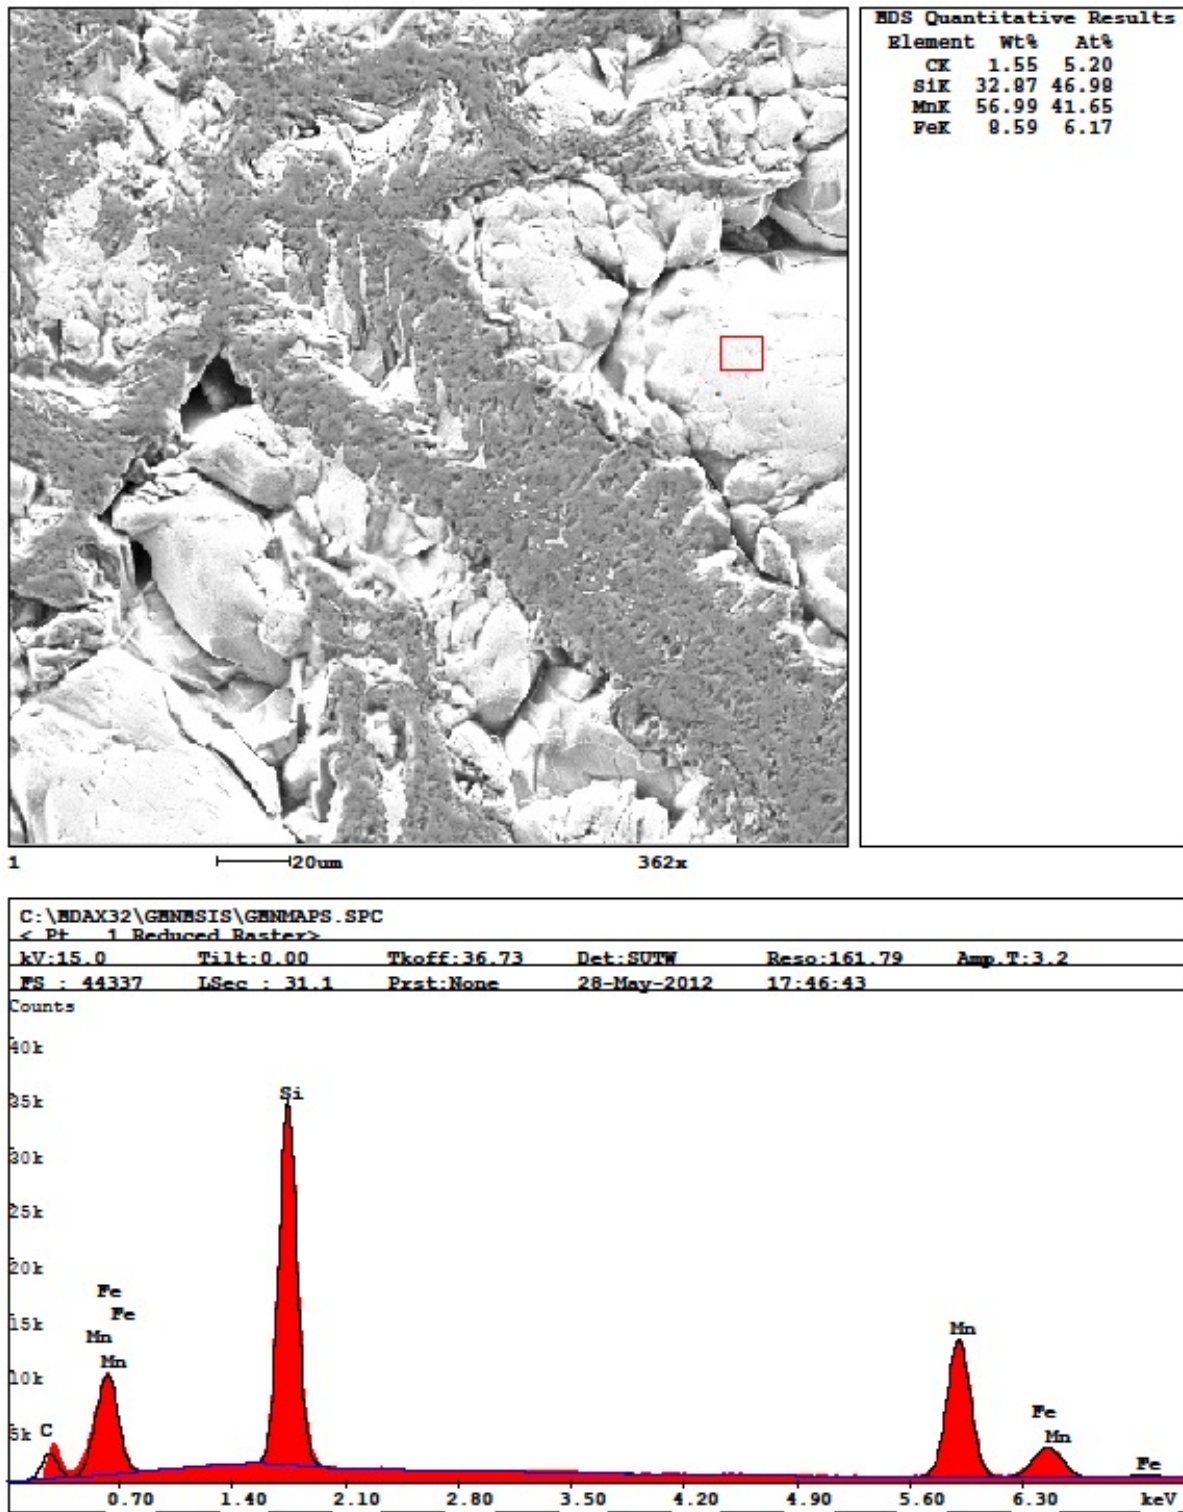 EDS Quantitative Results
Element Wt% At%
CK 1.55 5.20
SiK 32.87 46.98
MnK 56.99 41.65
FeK 8.59 6.17
1 20um 362x
C:\EDAX32\GENESIS\GENMAPS.SPC
< Pt. 1 Reduced Raster>
kV:15.0 Tilt:0.00 Tkoff:36.73 Det:SUTW Reso:161.79 Amp.T:3.2
FS : 44337 LSec : 31.1 Prst:None 28-May-2012 17:46:43
Counts
40k
35k
Si
30k
25k
20k
Fe
Fe
15k
Mn
Mn
Mn
10k
Fe
5k
C
Mn
Fe
0.70 1.40 2.10 2.80 3.50 4.20 4.90 5.60 6.30 keV